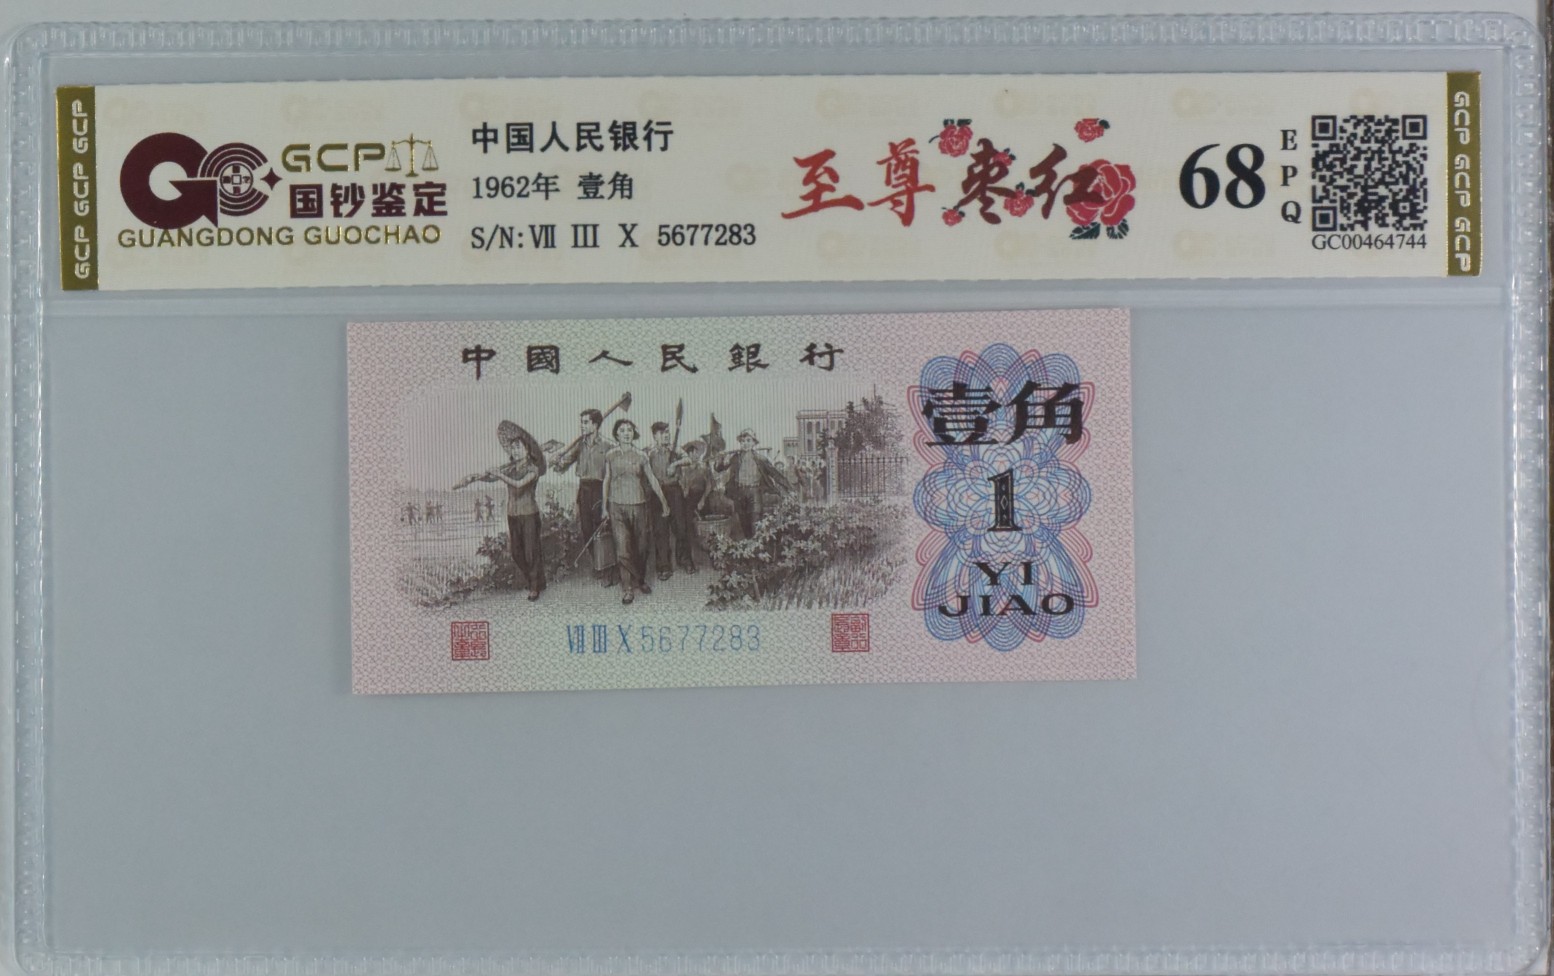 GCP GCP GCP
GCP
国钞鉴定
GUANGDONG GUOCHAO
中国人民银行
1962年 壹角
S/N: Ⅶ III X 5677283
至尊枣红
68
EPQ
GC00464744
GCP GCP GCP
中國人民銀行
壹角
1
YI
JIAO
Ⅶ Ⅲ X 5677283